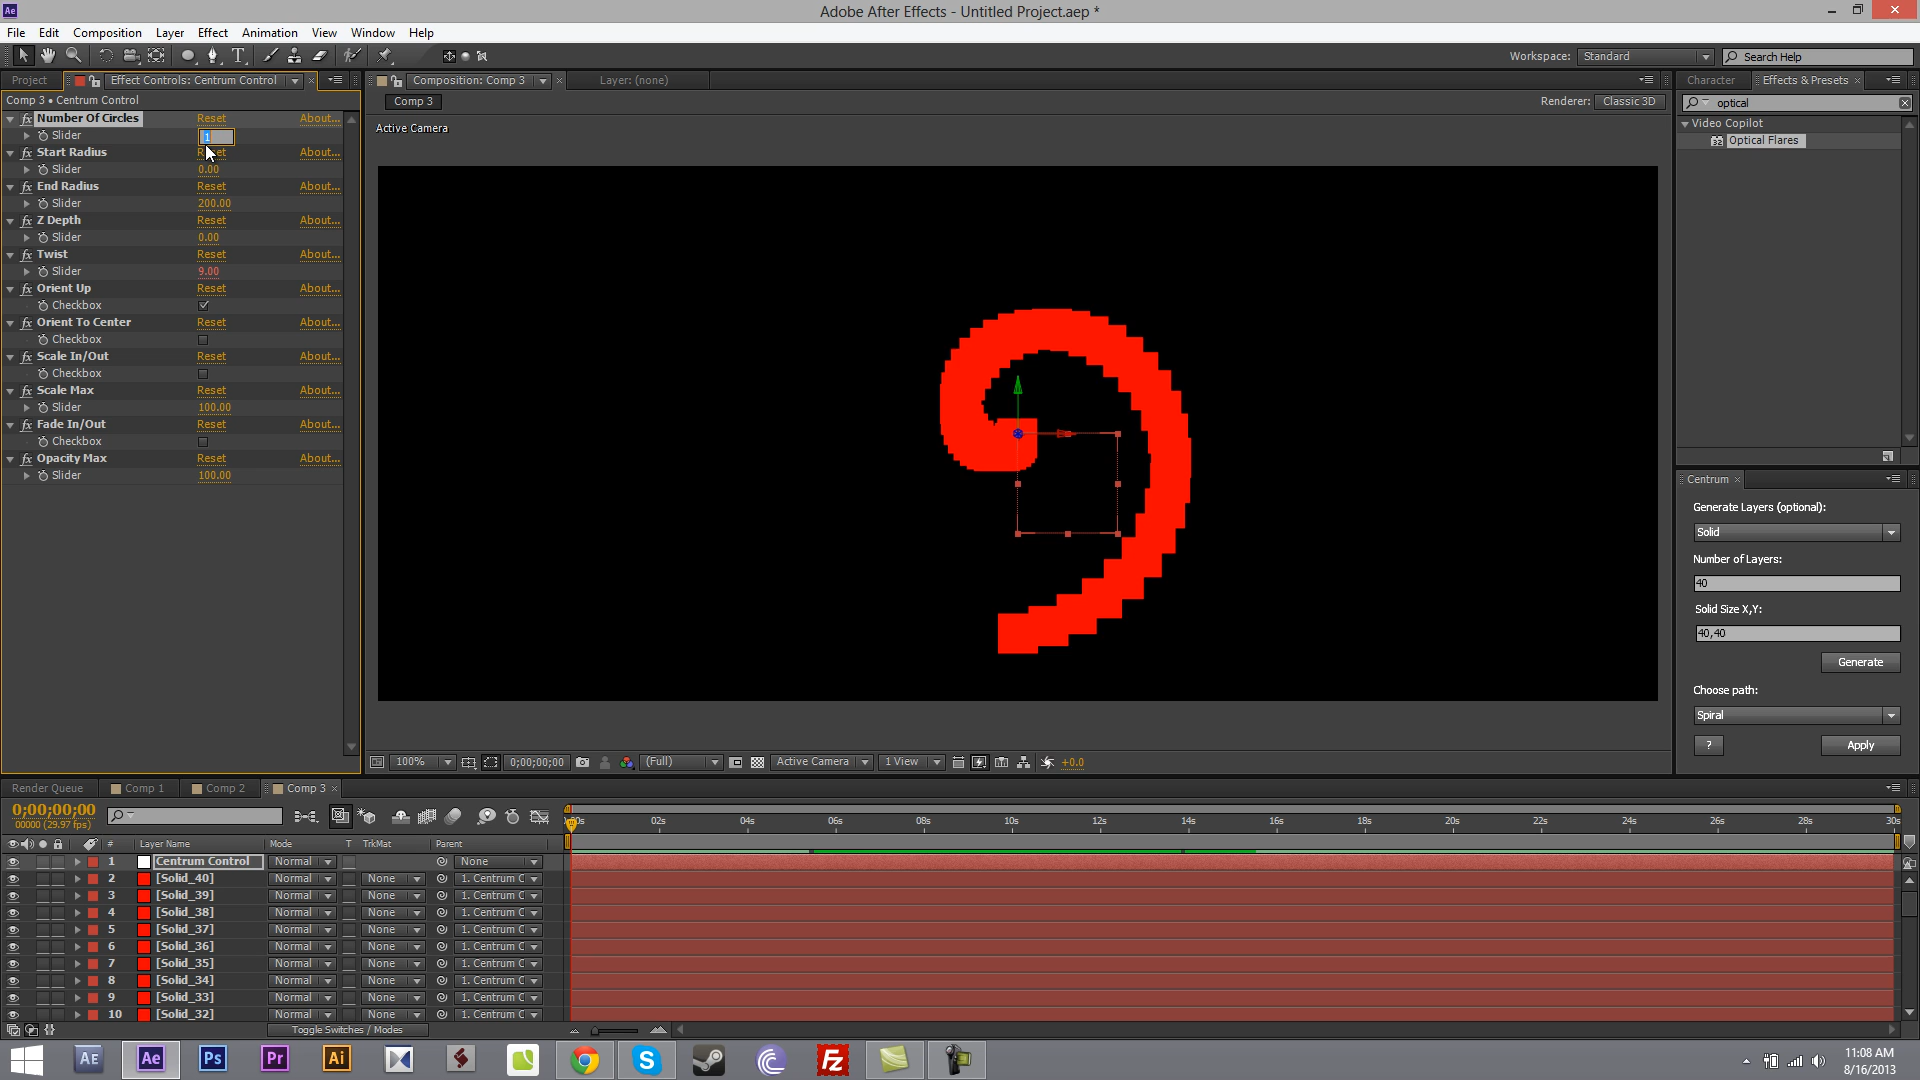 Ae
Adobe After Effects - Untitled Project.aep *
File Edit Composition Layer Effect Animation View Window Help
Workspace: Standard Search Help
Project Effect Controls: Centrum Control Composition: Comp 3 Layer: (none) Character Effects & Presets
Comp 3 • Centrum Control
Comp 3
Renderer: Classic 3D
optical
Active Camera
Number Of Circles Reset About...
Slider 1
Start Radius Reset About...
Slider 0.00
End Radius Reset About...
Slider 200.00
Z Depth Reset About...
Slider 0.00
Twist Reset About...
Slider 9.00
Orient Up Reset About...
Checkbox
Orient To Center Reset About...
Checkbox
Scale In/Out Reset About...
Checkbox
Scale Max Reset About...
Slider 100.00
Fade In/Out Reset About...
Checkbox
Opacity Max Reset About...
Slider 100.00
Video Copilot
32 Optical Flares
Centrum
Generate Layers (optional):
Solid
Number of Layers:
40
Solid Size X,Y:
40,40
Generate
Choose path:
Spiral
? Apply
100% 0;00;00;00 (Full) Active Camera 1 View +0.0
Render Queue Comp 1 Comp 2 Comp 3
0;00;00;00
00000 (29.97 fps)
02s 04s 06s 08s 10s 12s 14s 16s 18s 20s 22s 24s 26s 28s 30s
# Layer Name Mode T TrkMat Parent
1 Centrum Control Normal None
2 [Solid_40] Normal None 1. Centrum C
3 [Solid_39] Normal None 1. Centrum C
4 [Solid_38] Normal None 1. Centrum C
5 [Solid_37] Normal None 1. Centrum C
6 [Solid_36] Normal None 1. Centrum C
7 [Solid_35] Normal None 1. Centrum C
8 [Solid_34] Normal None 1. Centrum C
9 [Solid_33] Normal None 1. Centrum C
10 [Solid_32] Normal None 1. Centrum C
Toggle Switches / Modes
AE Ae Ps Pr Ai S Fz
11:08 AM
8/16/2013